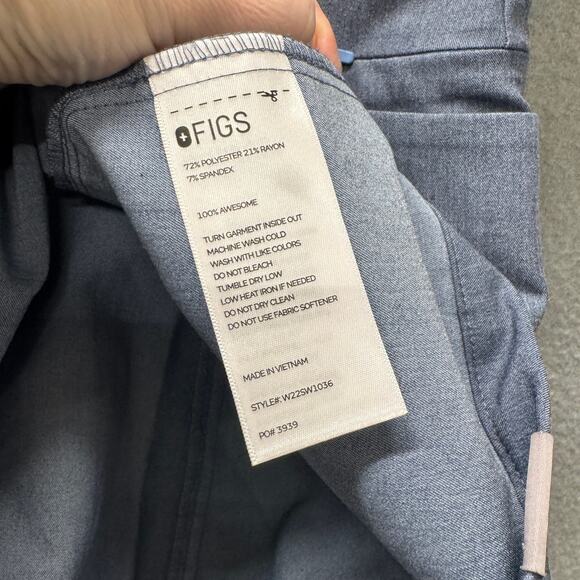 FIGS
72% POLYESTER 21% RAYON
7% SPANDEX
100% AWESOME
TURN GARMENT INSIDE OUT
MACHINE WASH COLD
WASH WITH LIKE COLORS
DO NOT BLEACH
TUMBLE DRY LOW
LOW HEAT IRON IF NEEDED
DO NOT DRY CLEAN
DO NOT USE FABRIC SOFTENER
MADE IN VIETNAM
STYLE#: W22SW1036
PO# 3939